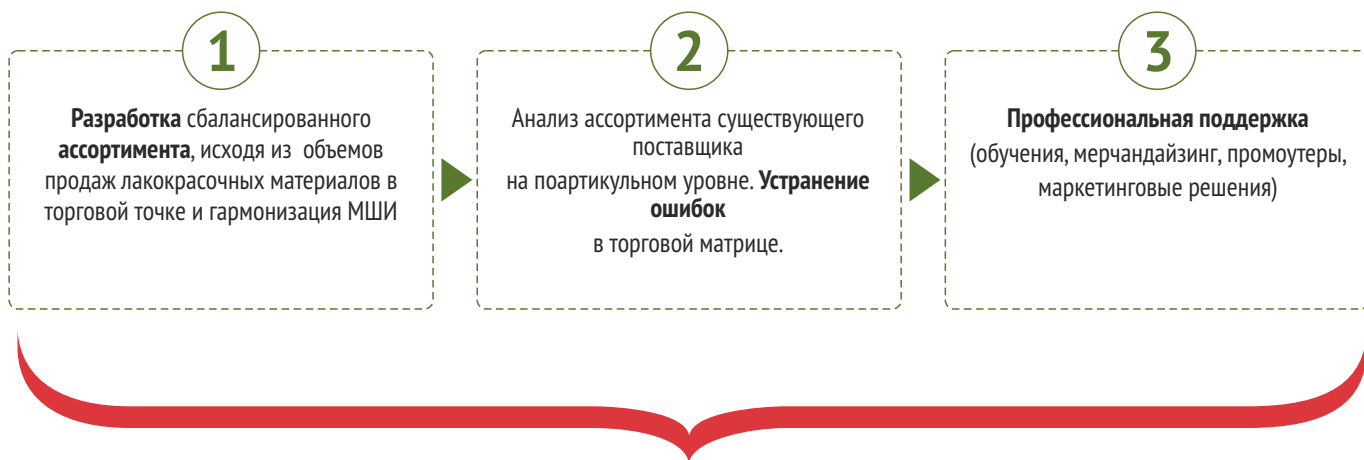 1
Разработка сбалансированного
ассортимента, исходя из объемов
продаж лакокрасочных материалов в
торговой точке и гармонизация МШИ
2
Анализ ассортимента существующего
поставщика
на поартикульном уровне. Устранение
ошибок
в торговой матрице.
3
Профессиональная поддержка
(обучения, мерчандайзинг, промоутеры,
маркетинговые решения)